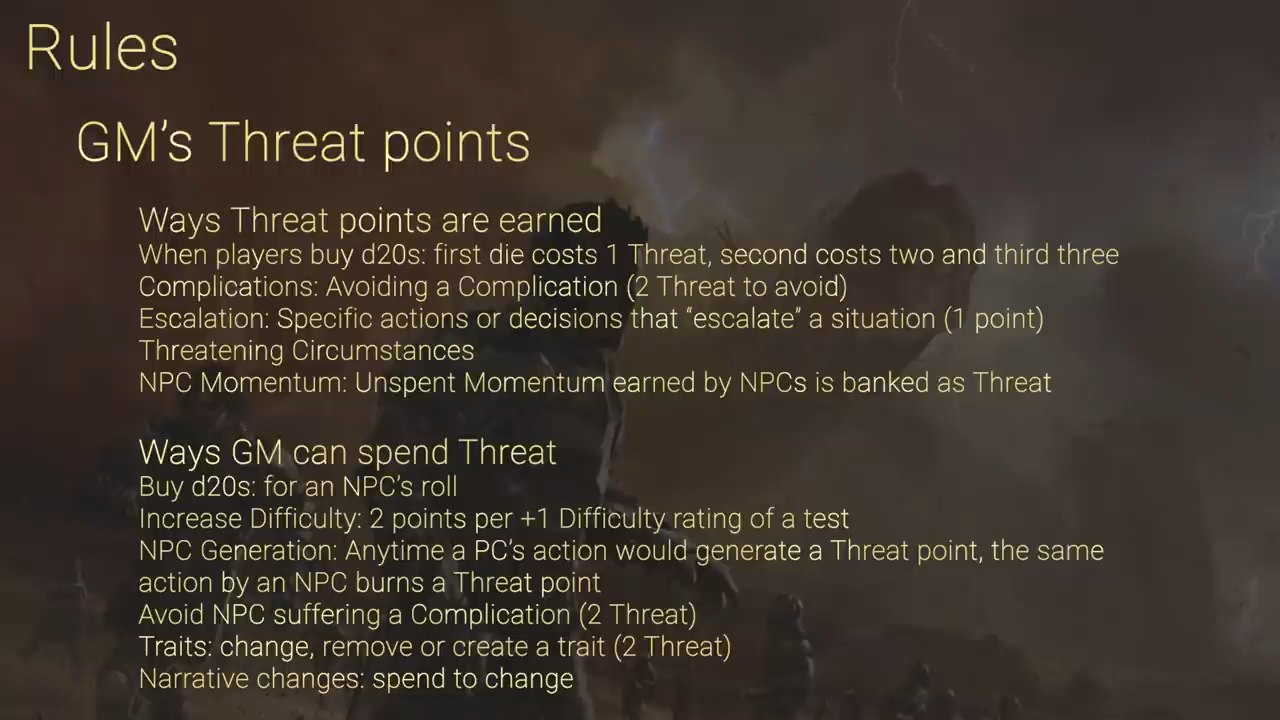 Rules
GM’s Threat points
Ways Threat points are earned
When players buy d20s: first die costs 1 Threat, second costs two and third three
Complications: Avoiding a Complication (2 Threat to avoid)
Escalation: Specific actions or decisions that “escalate” a situation (1 point)
Threatening Circumstances
NPC Momentum: Unspent Momentum earned by NPCs is banked as Threat
Ways GM can spend Threat
Buy d20s: for an NPC’s roll
Increase Difficulty: 2 points per +1 Difficulty rating of a test
NPC Generation: Anytime a PC’s action would generate a Threat point, the same
action by an NPC burns a Threat point
Avoid NPC suffering a Complication (2 Threat)
Traits: change, remove or create a trait (2 Threat)
Narrative changes: spend to change